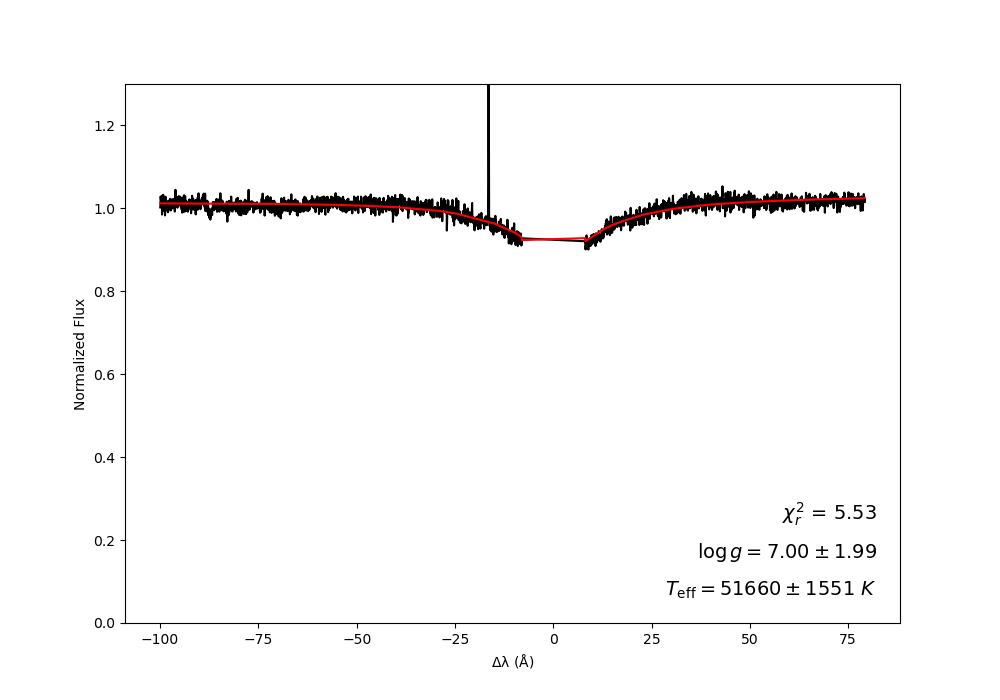 1.2
1.0
0.8
0.6
0.4
0.2
0.0
Normalized Flux
χ²ᵣ = 5.53
log g = 7.00 ± 1.99
T_eff = 51660 ± 1551 K
−100 −75 −50 −25 0 25 50 75
Δλ (Å)